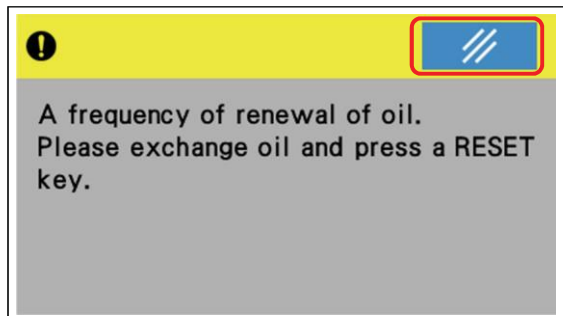 A frequency of renewal of oil.
Please exchange oil and press a RESET
key.